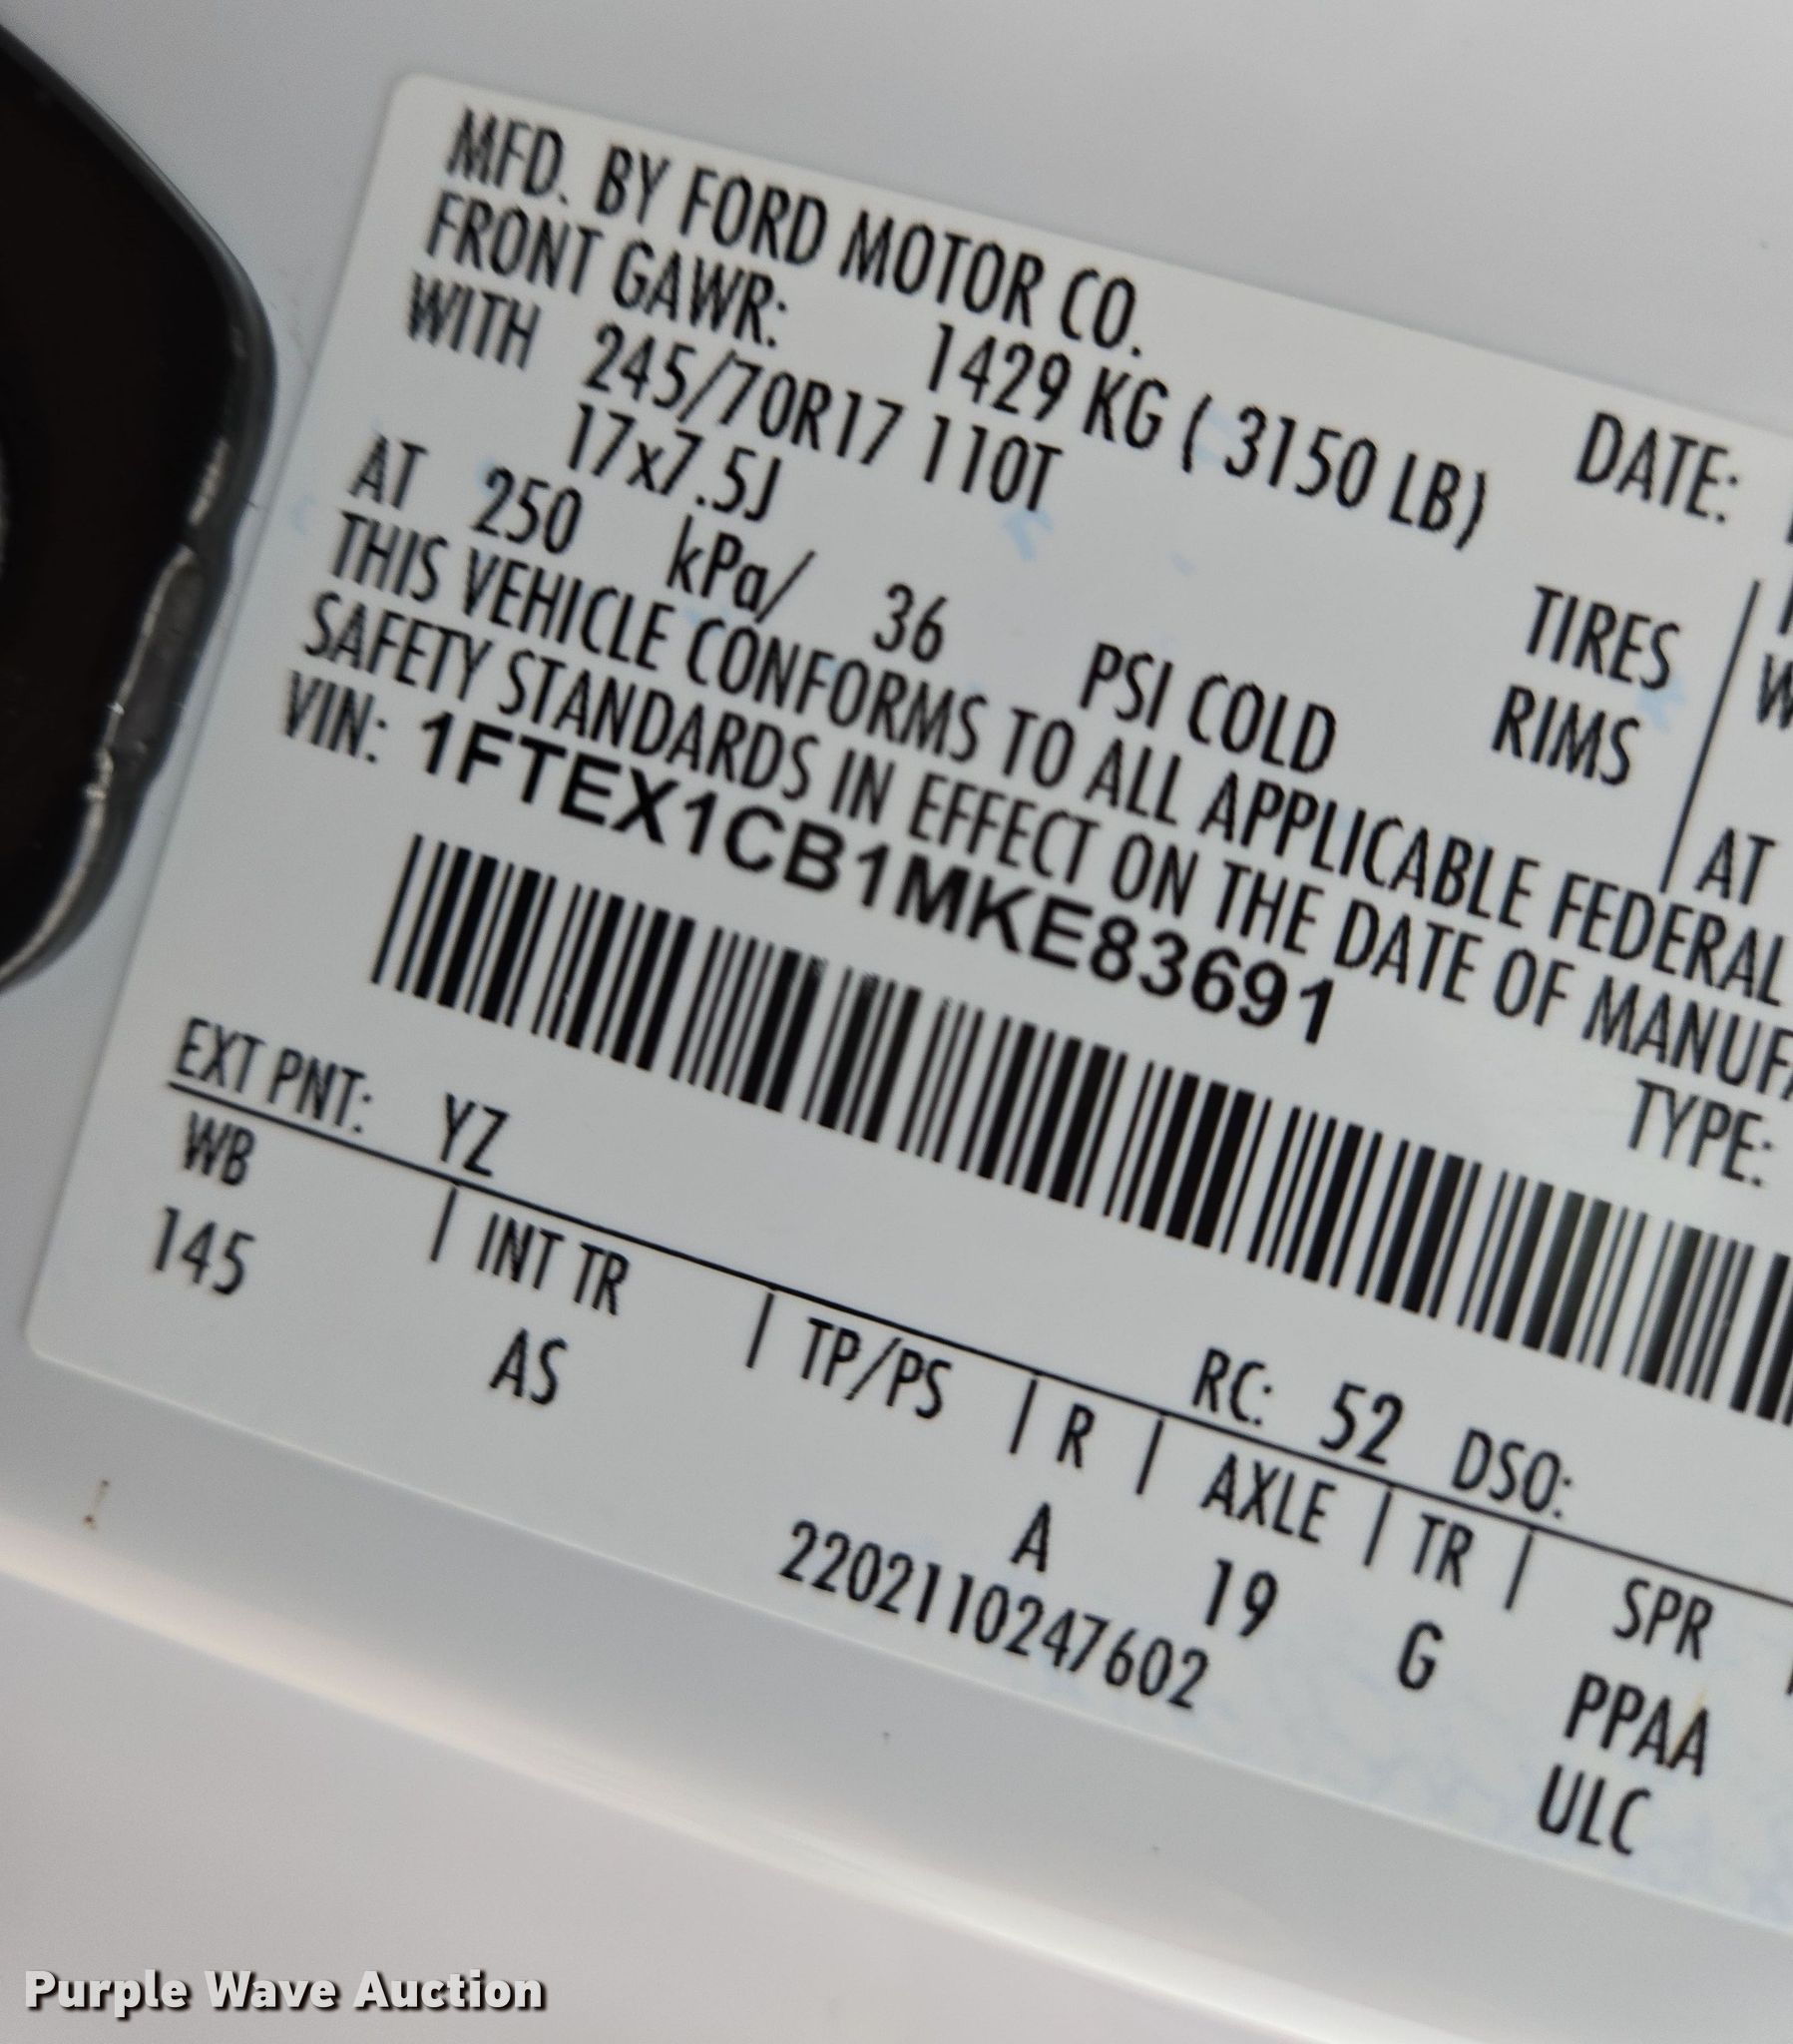 MFD. BY FORD MOTOR CO.
DATE:
FRONT GAWR: 1429 KG ( 3150 LB)
WITH 245/70R17 110T TIRES
17x7.5J RIMS
AT 250 kPa/ 36 PSI COLD AT
THIS VEHICLE CONFORMS TO ALL APPLICABLE FEDERAL
SAFETY STANDARDS IN EFFECT ON THE DATE OF
VIN: 1FTEX1CB1MKE83691
TYPE:
EXT PNT: YZ RC: 52 DSO:
WB | INT TR | TP/PS | R | AXLE | TR | SPR
145 AS A 19 G PPAA
2202110247602 ULC
Purple Wave Auction